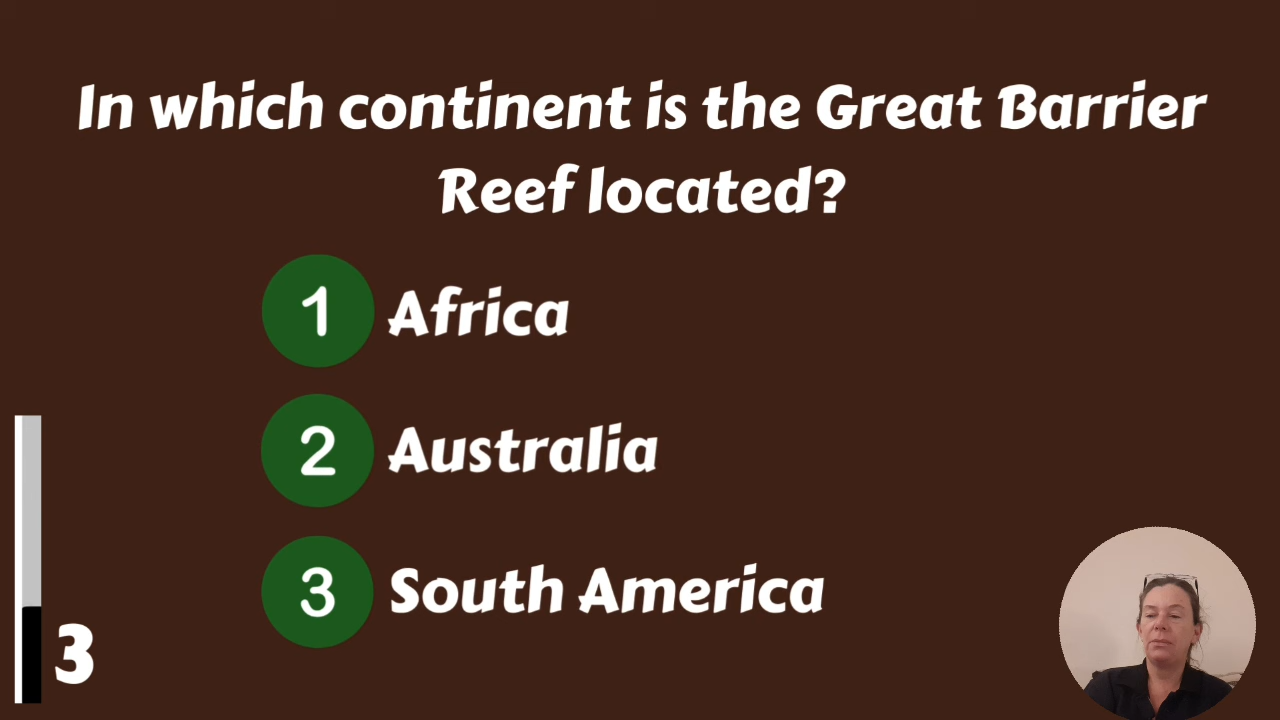 In which continent is the Great Barrier
Reef located?
1 Africa
2 Australia
3 South America
3